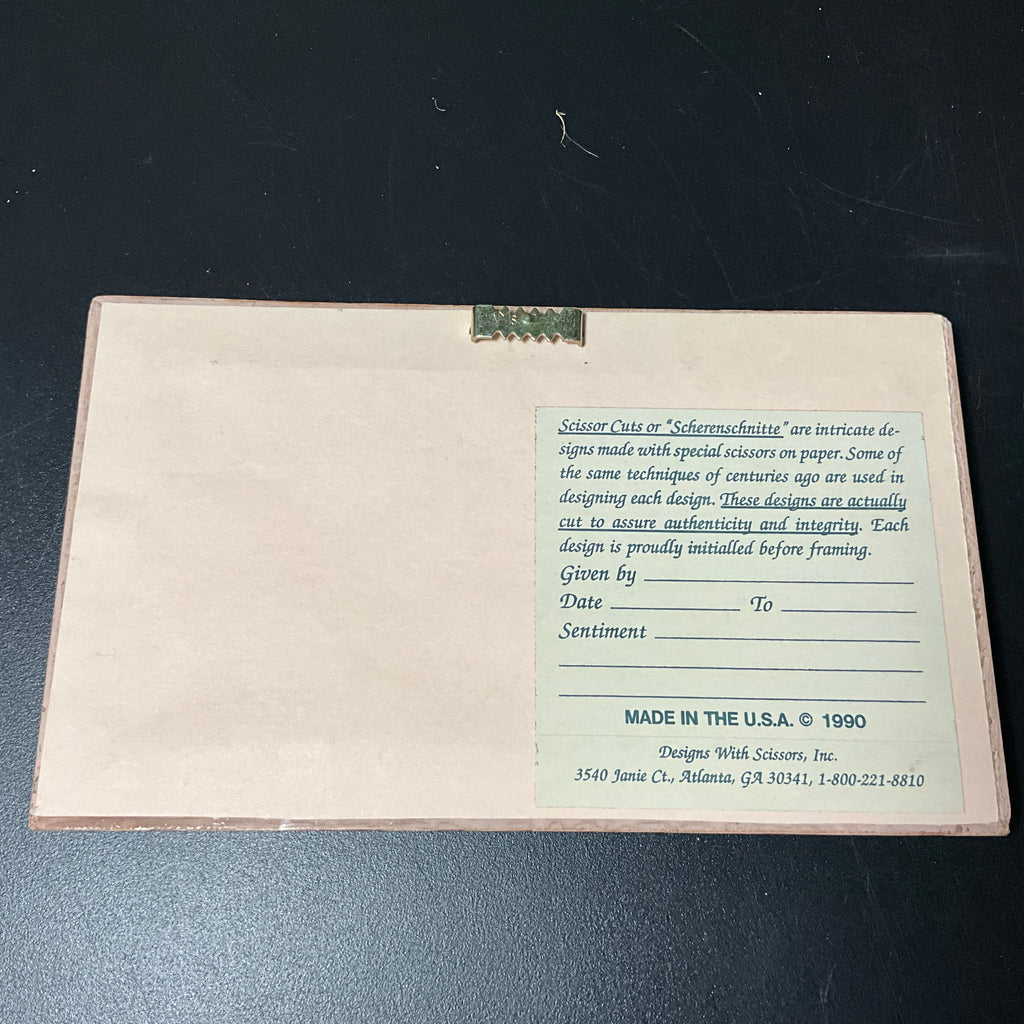 Scissor Cuts or "Scherenschnitte" are intricate de-
signs made with special scissors on paper. Some of
the same techniques of centuries ago are used in
designing each design. These designs are actually
cut to assure authenticity and integrity. Each
design is proudly initialled before framing.
Given by
Date To
Sentiment
MADE IN THE U.S.A. © 1990
Designs With Scissors, Inc.
3540 Janie Ct., Atlanta, GA 30341, 1-800-221-8810